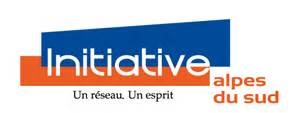 Initiative
alpes
du sud
Un réseau. Un esprit